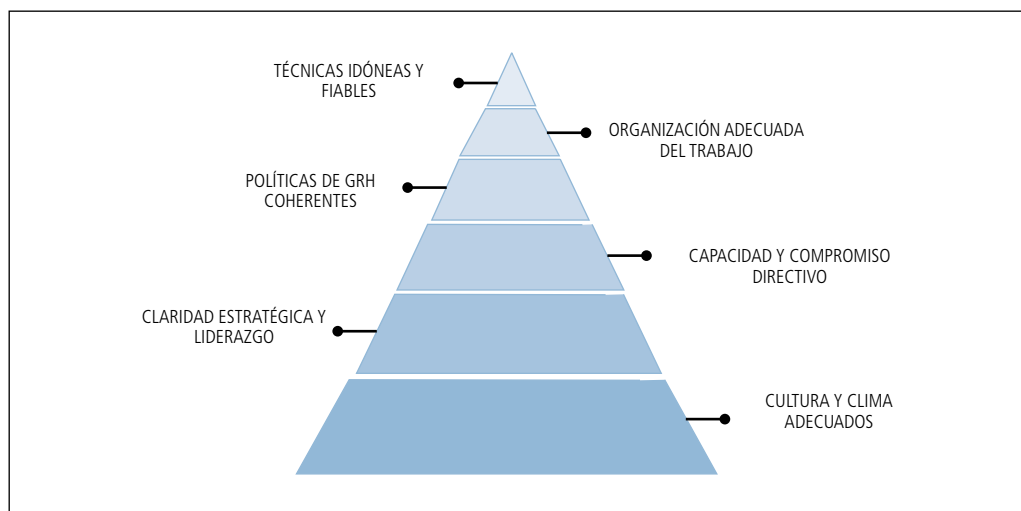 TÉCNICAS IDÓNEAS Y
FIABLES
ORGANIZACIÓN ADECUADA
DEL TRABAJO
POLÍTICAS DE GRH
COHERENTES
CAPACIDAD Y COMPROMISO
DIRECTIVO
CLARIDAD ESTRATÉGICA Y
LIDERAZGO
CULTURA Y CLIMA
ADECUADOS